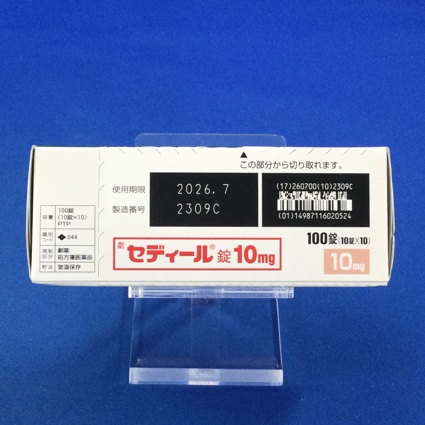 ▲
この部分から切り取れます。
使用期限 2026.7
製造番号 2309C
(17)260700(10)2309C
(01)14987116020524
劇 セディール®錠10mg
100錠(10錠×10)
10mg
容量 100錠 (10錠×10) PTP
識別コード 044
規制区分 劇薬 処方箋医薬品
貯法 室温保存